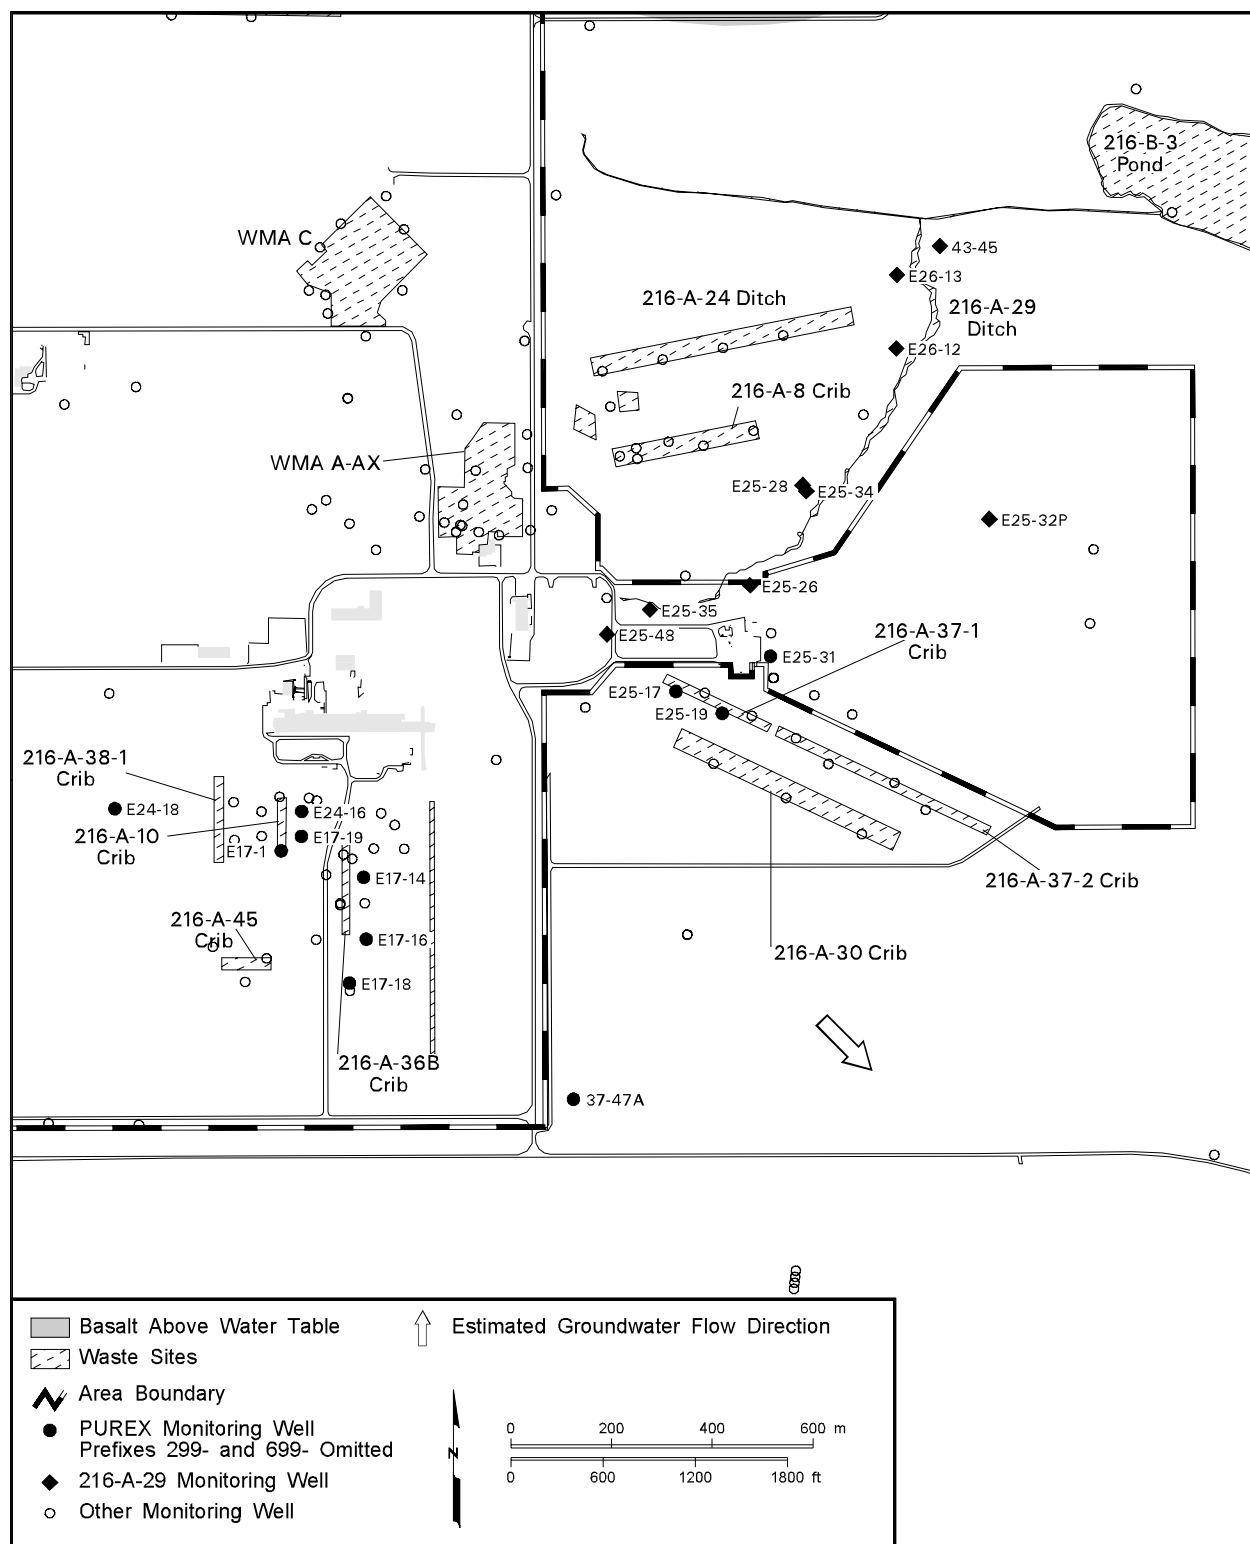 216-B-3
Pond
WMA C
43-45
E26-13
216-A-24 Ditch
216-A-29
Ditch
E26-12
216-A-8 Crib
WMA A-AX
E25-28
E25-34
E25-32P
E25-26
E25-35
E25-48
216-A-37-1
Crib
E25-31
E25-17
E25-19
216-A-38-1
Crib
E24-18
E24-16
216-A-10
Crib
E17-19
E17-1
E17-14
216-A-37-2 Crib
216-A-45
Crib
E17-16
216-A-30 Crib
E17-18
216-A-36B
Crib
37-47A
Basalt Above Water Table
Estimated Groundwater Flow Direction
Waste Sites
Area Boundary
PUREX Monitoring Well
Prefixes 299- and 699- Omitted
216-A-29 Monitoring Well
Other Monitoring Well
N
0 200 400 600 m
0 600 1200 1800 ft